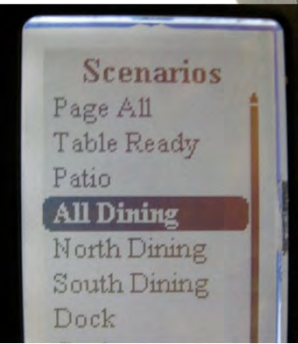 Scenarios
Page All
Table Ready
Patio
All Dining
North Dining
South Dining
Dock